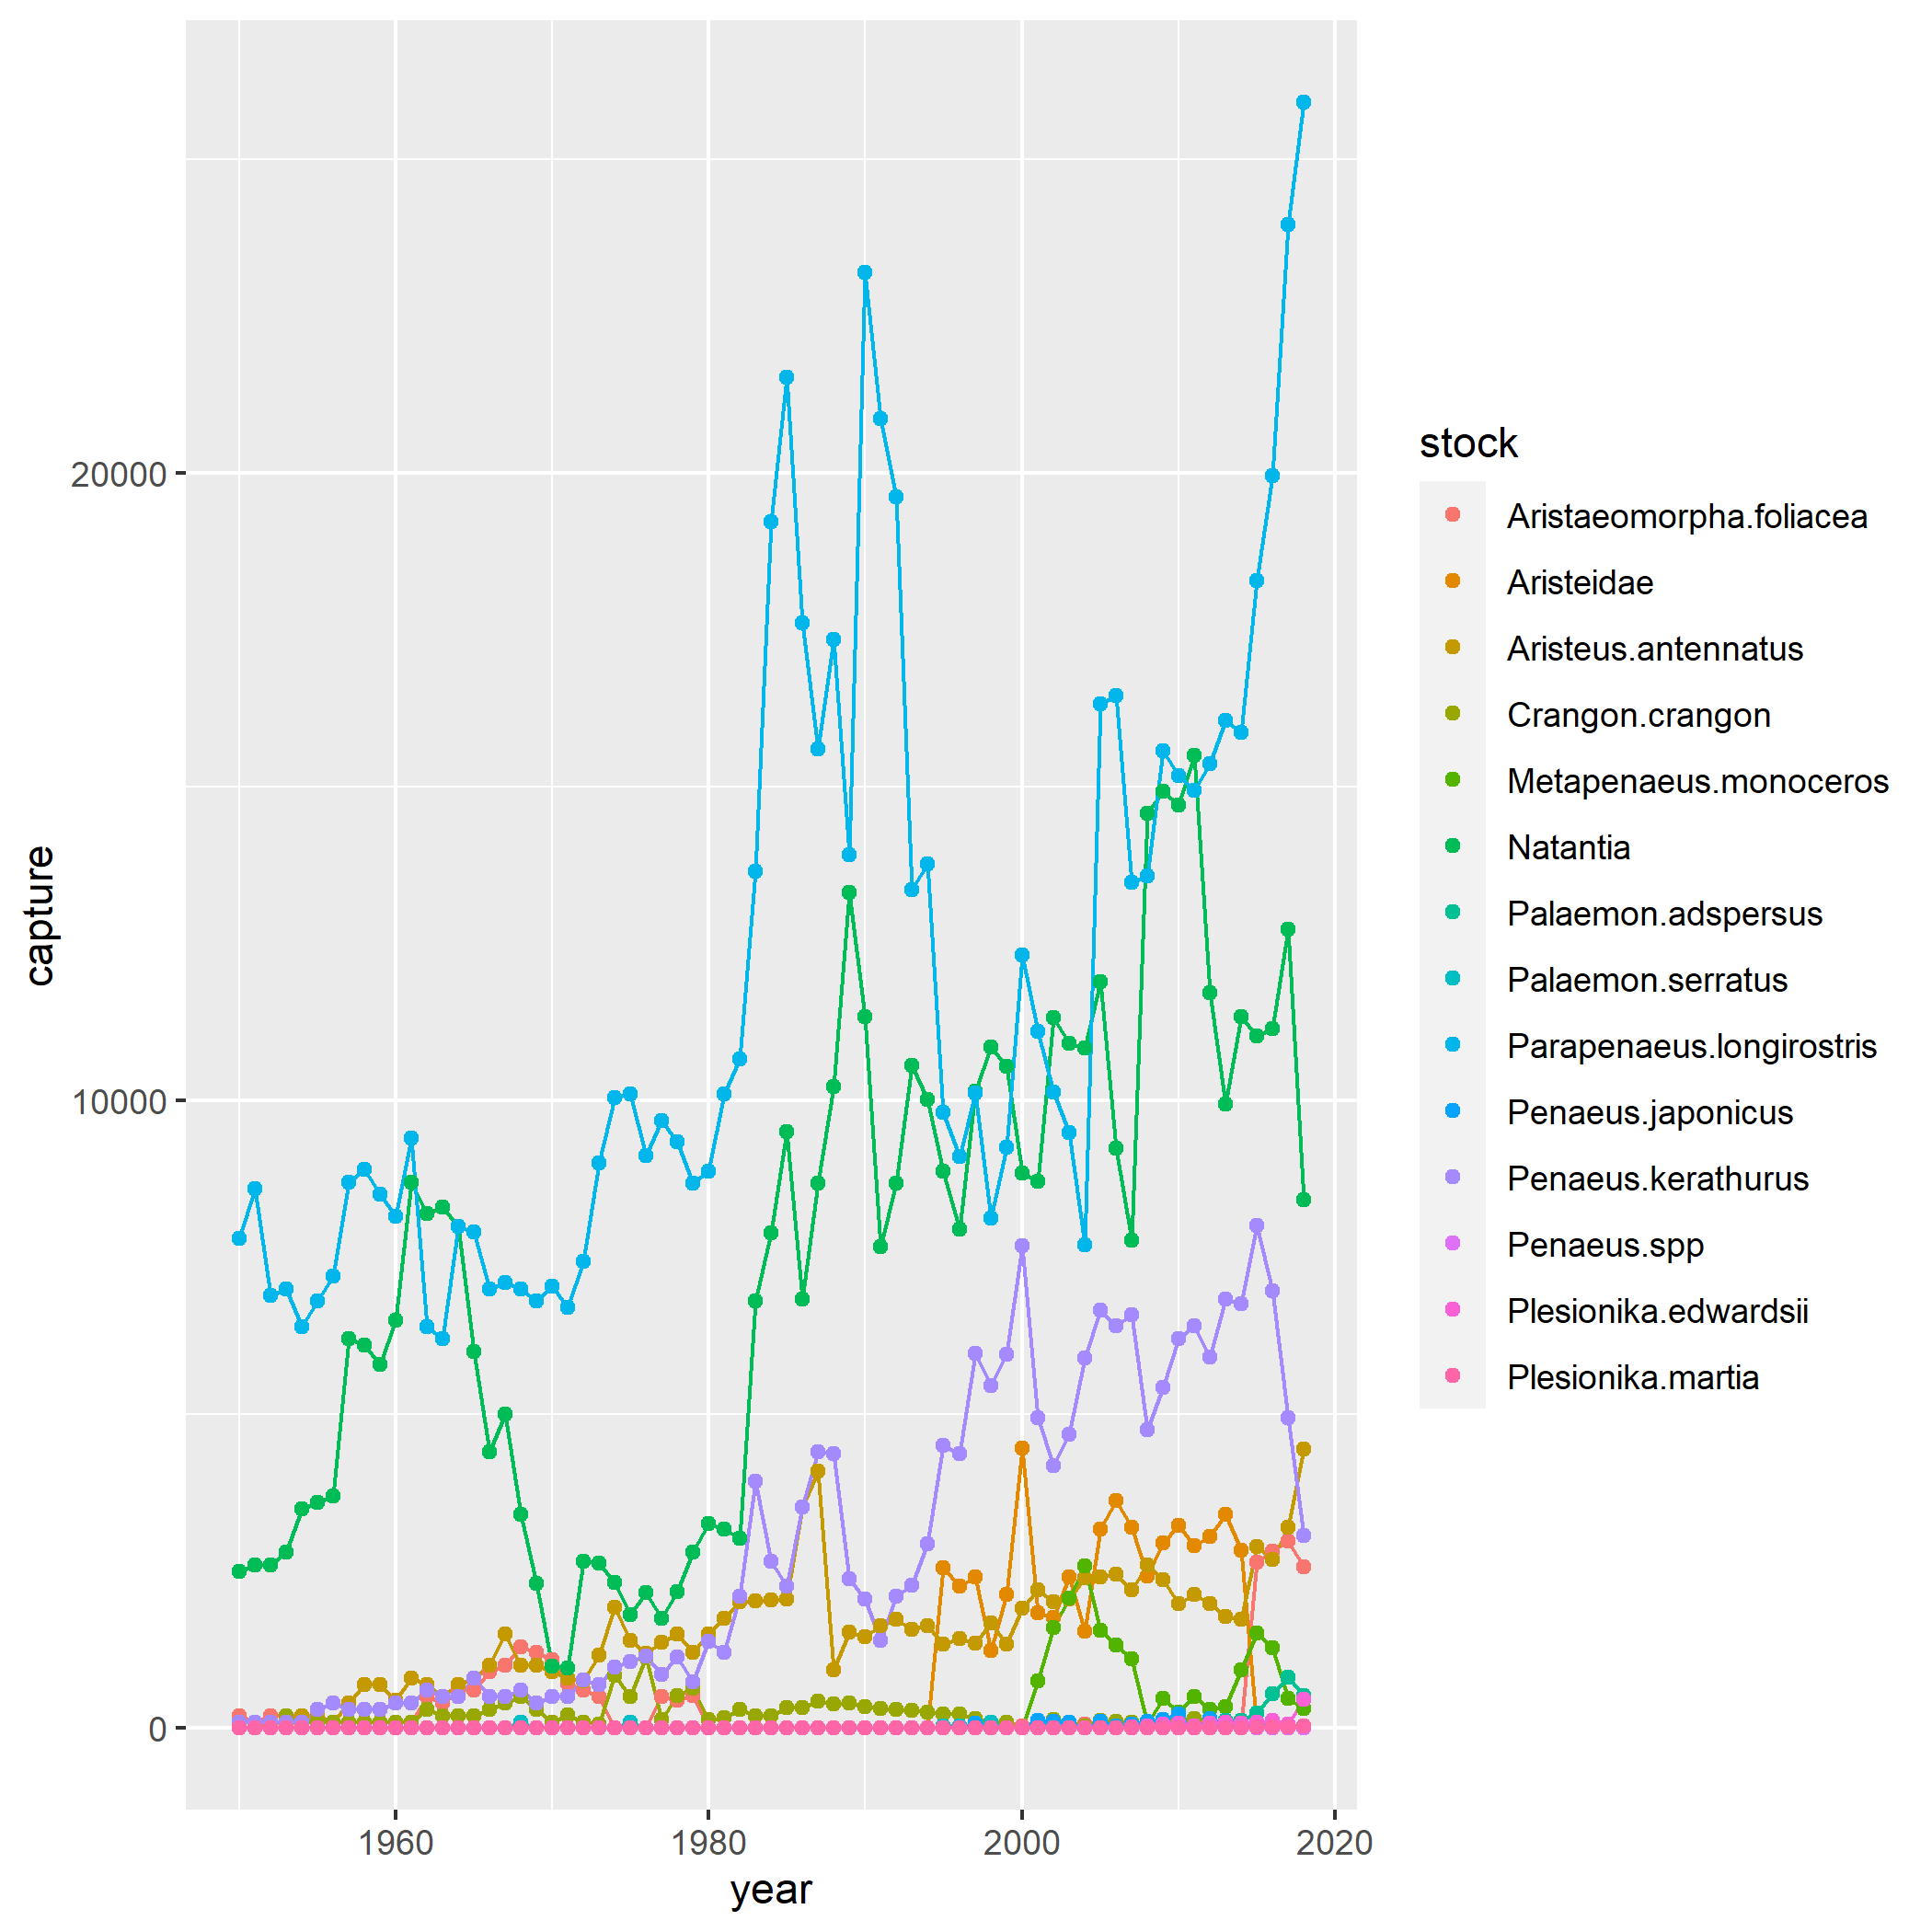 capture
20000
10000
0
1960 1980 2000 2020
year
stock
Aristaeomorpha.foliacea
Aristeidae
Aristeus.antennatus
Crangon.crangon
Metapenaeus.monoceros
Natantia
Palaemon.adspersus
Palaemon.serratus
Parapenaeus.longirostris
Penaeus.japonicus
Penaeus.kerathurus
Penaeus.spp
Plesionika.edwardsii
Plesionika.martia